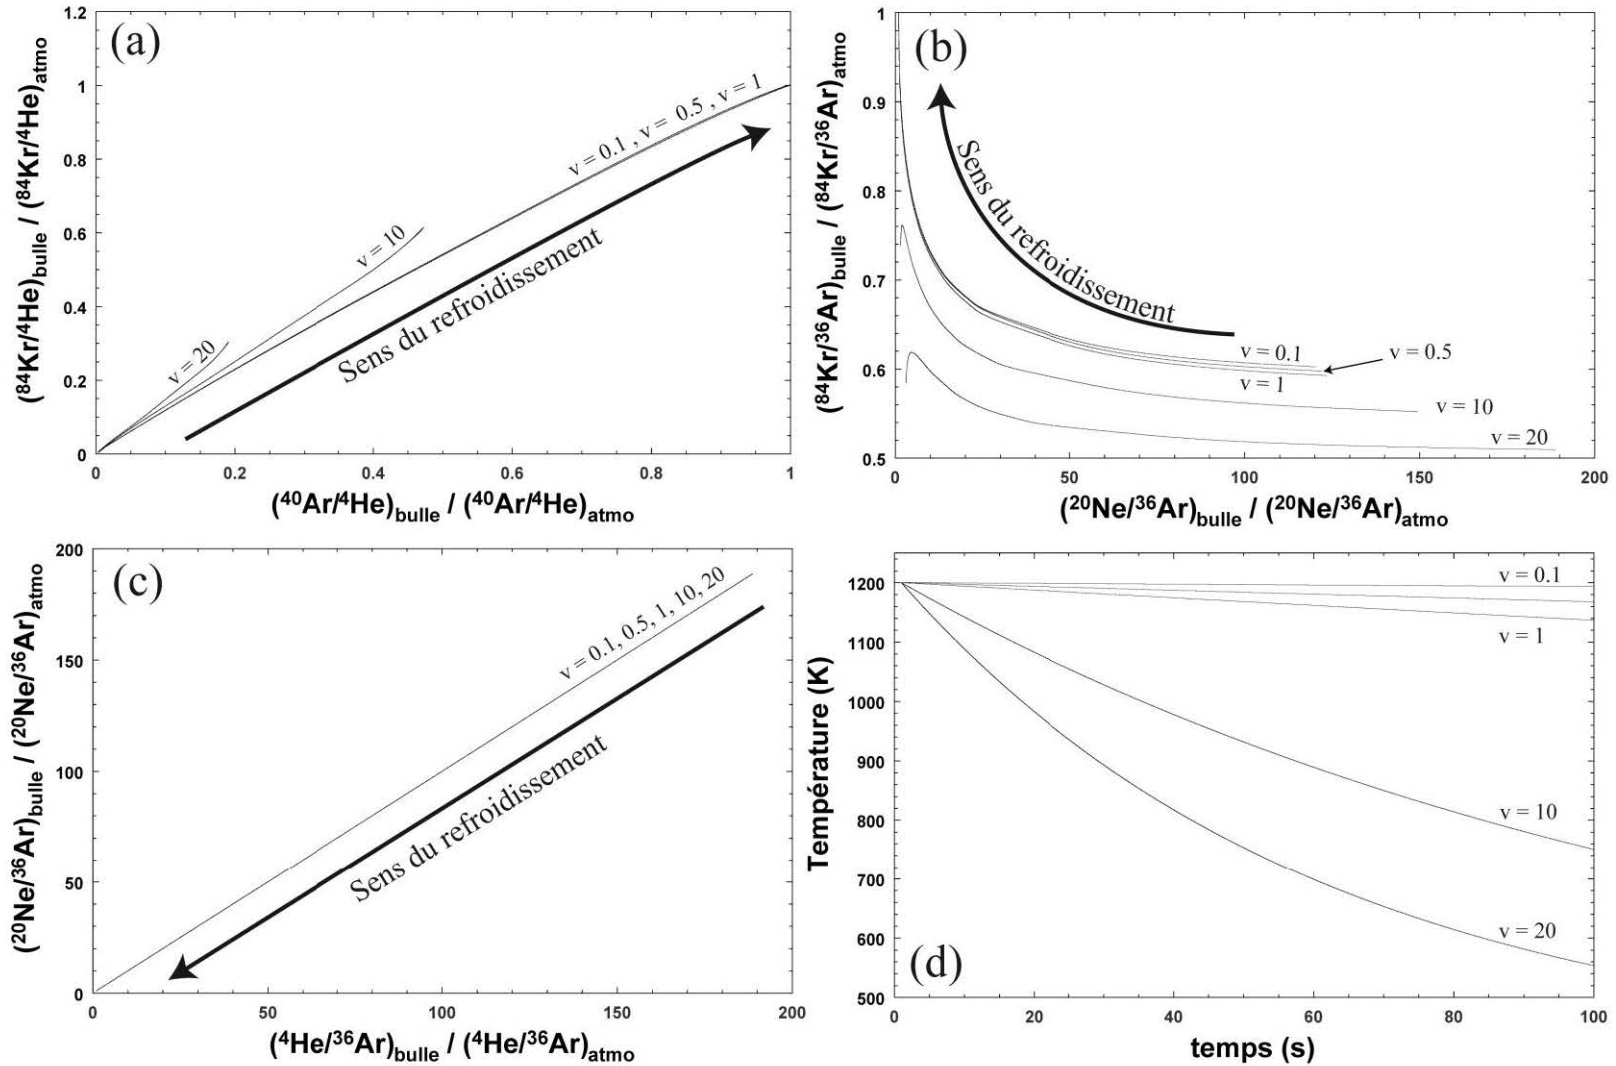 (a)
1.2
1
0.8
0.6
0.4
0.2
0
0
0.2
0.4
0.6
0.8
1
(84Kr/4He)bulle / (84Kr/4He)atmo
(40Ar/4He)bulle / (40Ar/4He)atmo
v = 0.1 , v = 0.5 , v = 1
v = 10
v = 20
Sens du refroidissement
(b)
1
0.9
0.8
0.7
0.6
0.5
0
50
100
150
200
(84Kr/36Ar)bulle / (84Kr/36Ar)atmo
(20Ne/36Ar)bulle / (20Ne/36Ar)atmo
Sens du refroidissement
v = 0.1
v = 0.5
v = 1
v = 10
v = 20
(c)
200
150
100
50
0
0
50
100
150
200
(20Ne/36Ar)bulle / (20Ne/36Ar)atmo
(4He/36Ar)bulle / (4He/36Ar)atmo
v = 0.1, 0.5, 1, 10, 20
Sens du refroidissement
(d)
1200
1100
1000
900
800
700
600
500
0
20
40
60
80
100
Température (K)
temps (s)
v = 0.1
v = 1
v = 10
v = 20